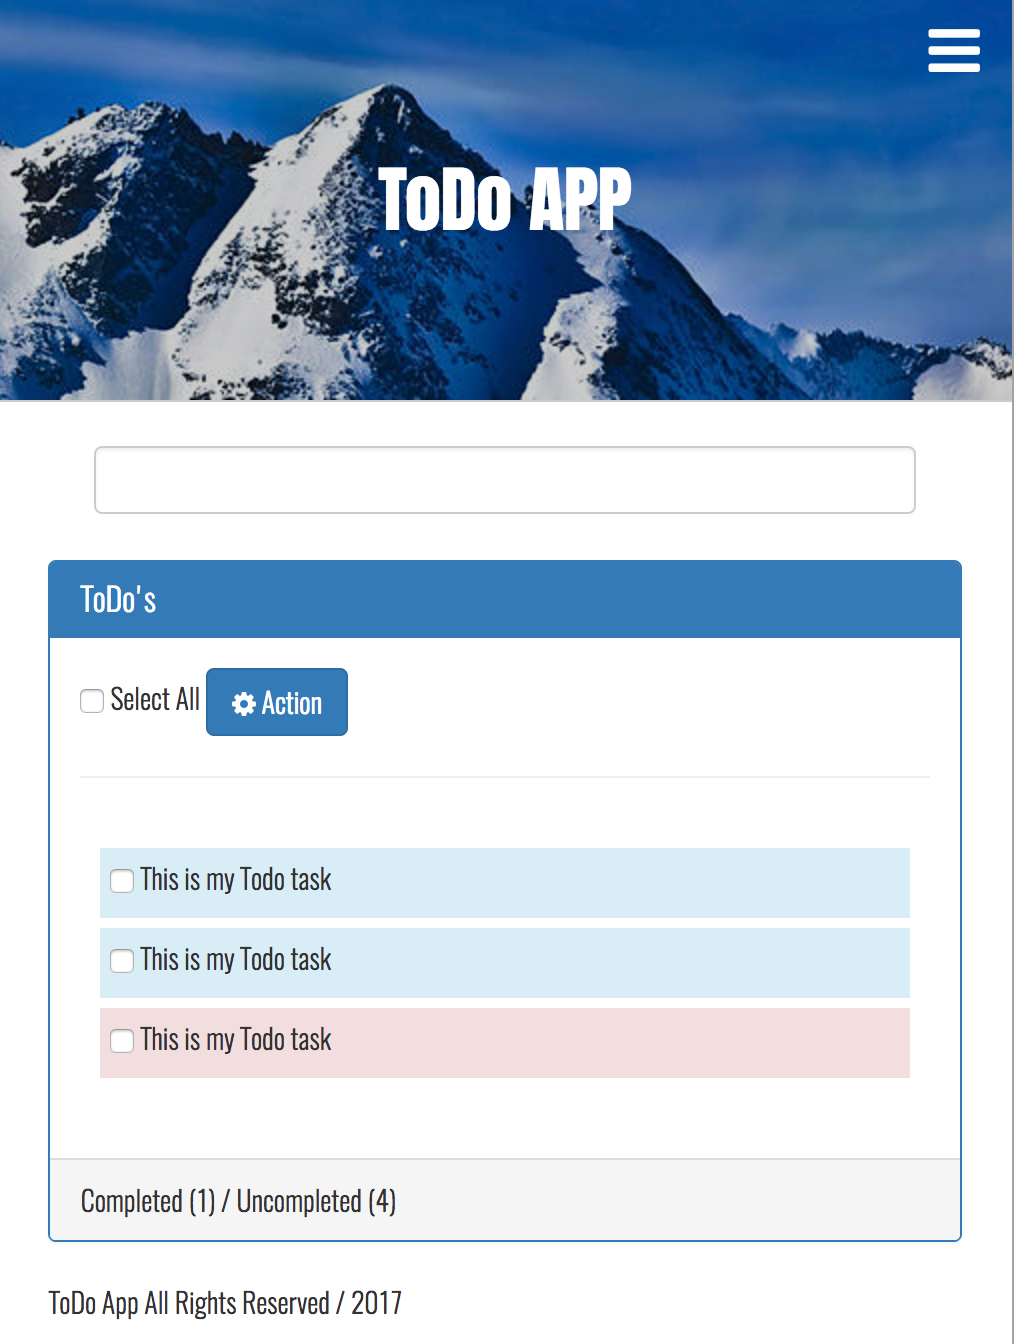 ToDo APP
ToDo's
Select All Action
This is my Todo task
This is my Todo task
This is my Todo task
Completed (1) / Uncompleted (4)
ToDo App All Rights Reserved / 2017